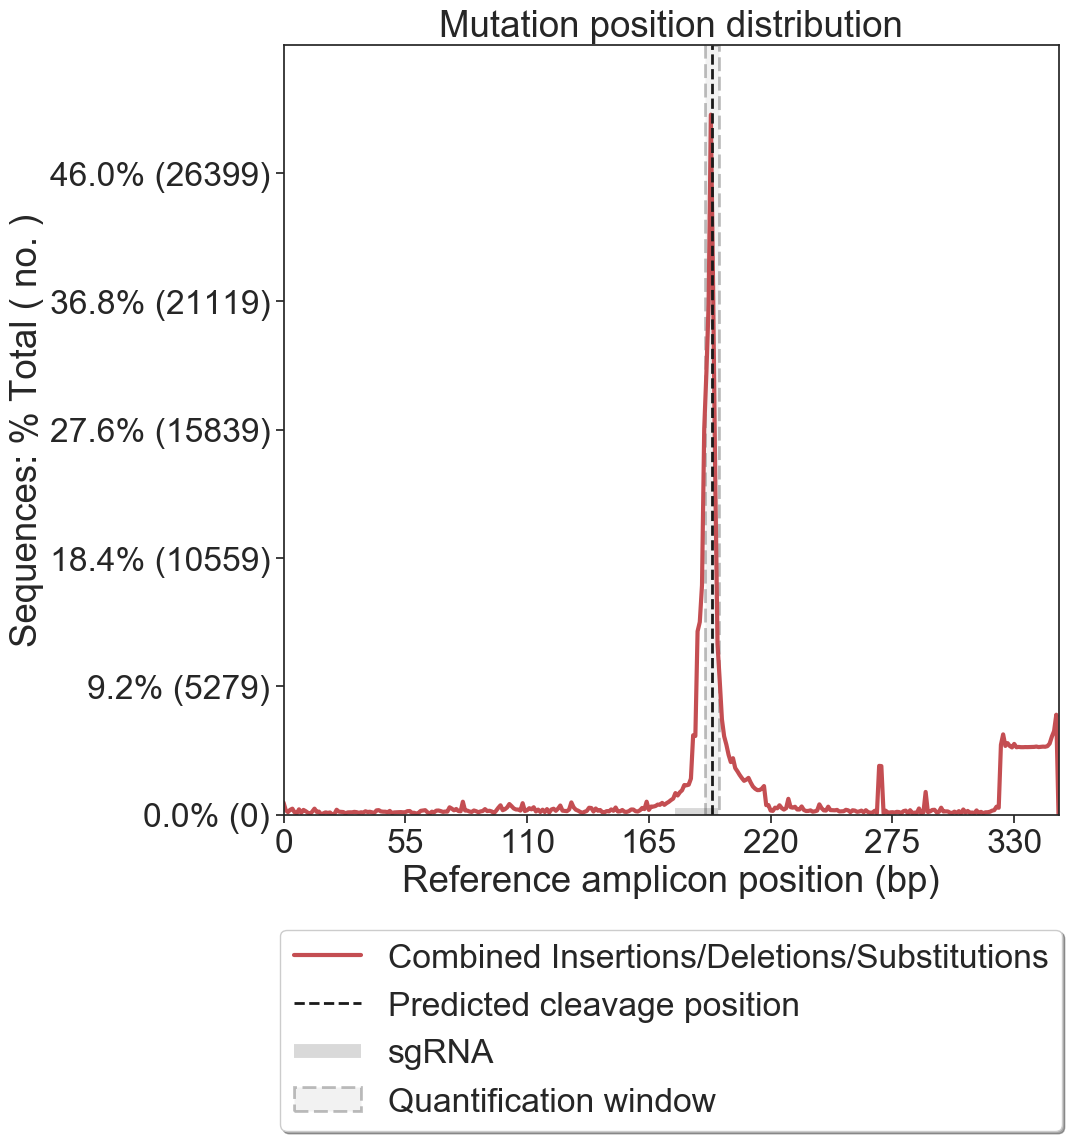 Mutation position distribution
Sequences: % Total ( no. )
46.0% (26399)
36.8% (21119)
27.6% (15839)
18.4% (10559)
9.2% (5279)
0.0% (0)
0 55 110 165 220 275 330
Reference amplicon position (bp)
Combined Insertions/Deletions/Substitutions
Predicted cleavage position
sgRNA
Quantification window